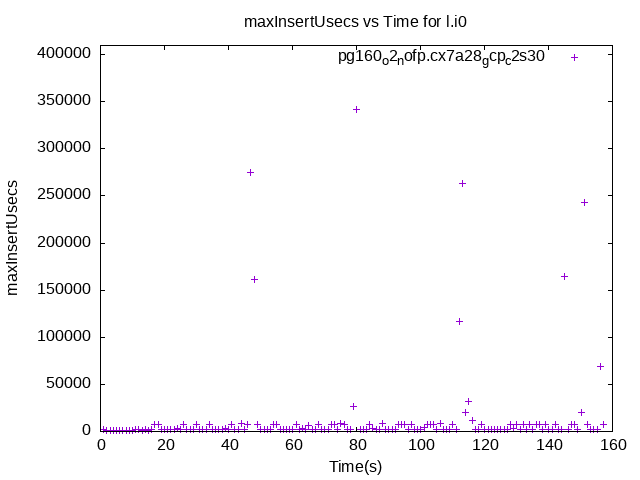 maxInsertUsecs vs Time for l.i0
pg160o2nofp.cx7a28gcpc2s30
400000
350000
300000
250000
200000
150000
100000
50000
0
maxInsertUsecs
0 20 40 60 80 100 120 140 160
Time(s)